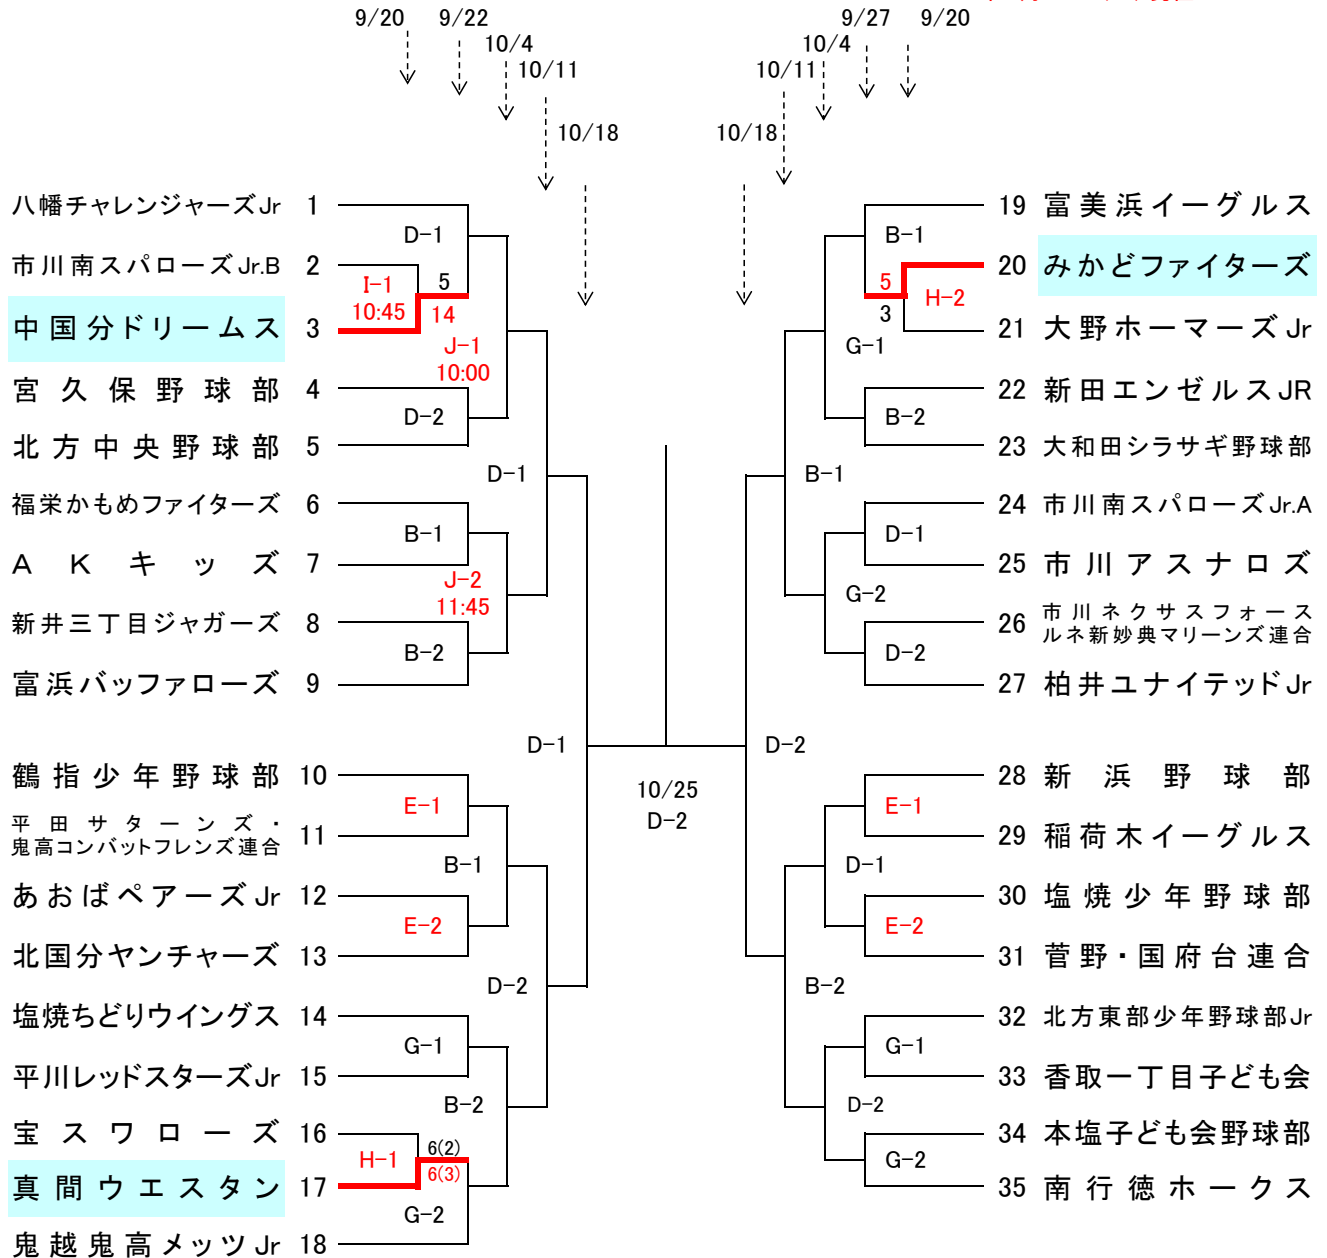 9/20
9/22
10/4
10/11
10/18
9/27
9/20
10/4
10/11
10/18
八幡チャレンジャーズJr 1
D-1
市川南スパローズJr.B 2
I-1
10:45
5
14
中国分ドリームス 3
J-1
10:00
宮久保野球部 4
D-2
北方中央野球部 5
D-1
福栄かもめファイターズ 6
B-1
AKキッズ 7
J-2
11:45
新井三丁目ジャガーズ 8
B-2
富浜バッファローズ 9
D-1
鶴指少年野球部 10
E-1
平田サターンズ・
鬼高コンバットフレンズ連合 11
B-1
あおばペアーズJr 12
E-2
北国分ヤンチャーズ 13
D-2
塩焼ちどりウイングス 14
G-1
平川レッドスターズJr 15
B-2
宝スワローズ 16
H-1
6(2)
6(3)
真間ウエスタン 17
G-2
鬼越鬼高メッツJr 18
10/25
D-2
19 富美浜イーグルス
B-1
20 みかどファイターズ
5
H-2
3
21 大野ホーマーズJr
G-1
22 新田エンゼルスJR
B-2
23 大和田シラサギ野球部
B-1
24 市川南スパローズJr.A
D-1
25 市川アスナロズ
G-2
26 市川ネクサスフォース
ルネ新妙典マリーンズ連合
D-2
27 柏井ユナイテッドJr
D-2
28 新浜野球部
E-1
29 稲荷木イーグルス
D-1
30 塩焼少年野球部
E-2
31 菅野・国府台連合
B-2
32 北方東部少年野球部Jr
G-1
33 香取一丁目子ども会
D-2
34 本塩子ども会野球部
G-2
35 南行徳ホークス